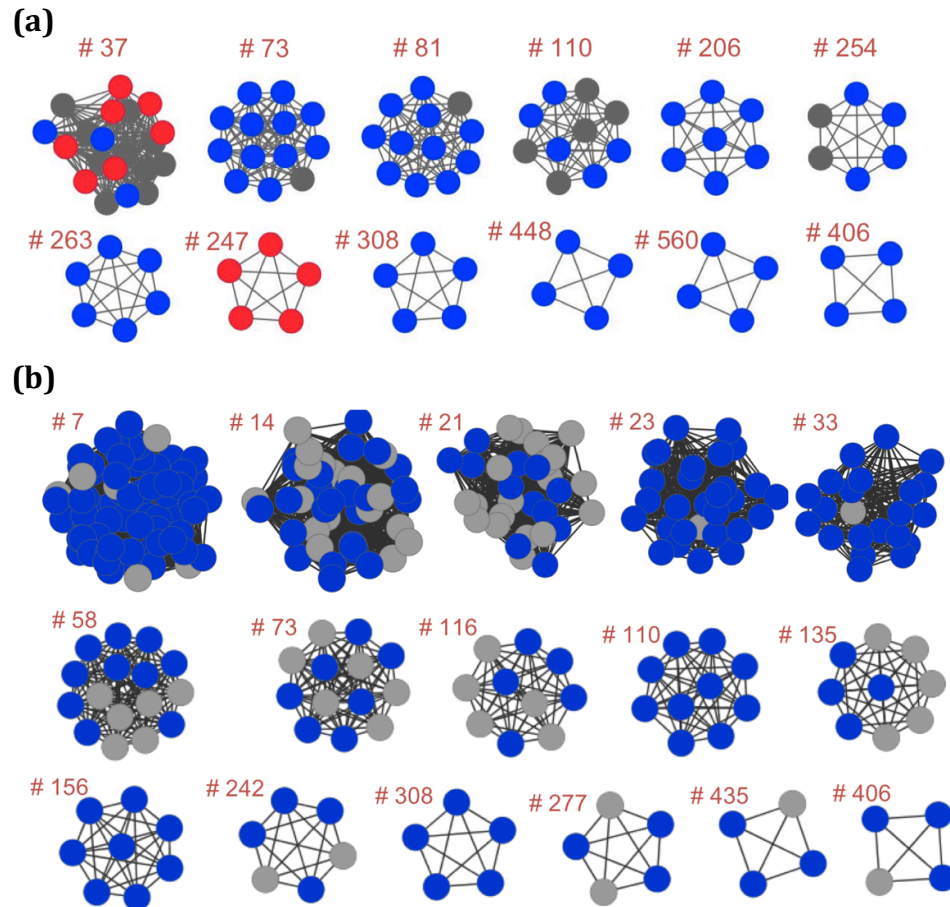 (a)
# 37 # 73 # 81 # 110 # 206 # 254
# 263 # 247 # 308 # 448 # 560 # 406
(b)
# 7 # 14 # 21 # 23 # 33
# 58 # 73 # 116 # 110 # 135
# 156 # 242 # 308 # 277 # 435 # 406